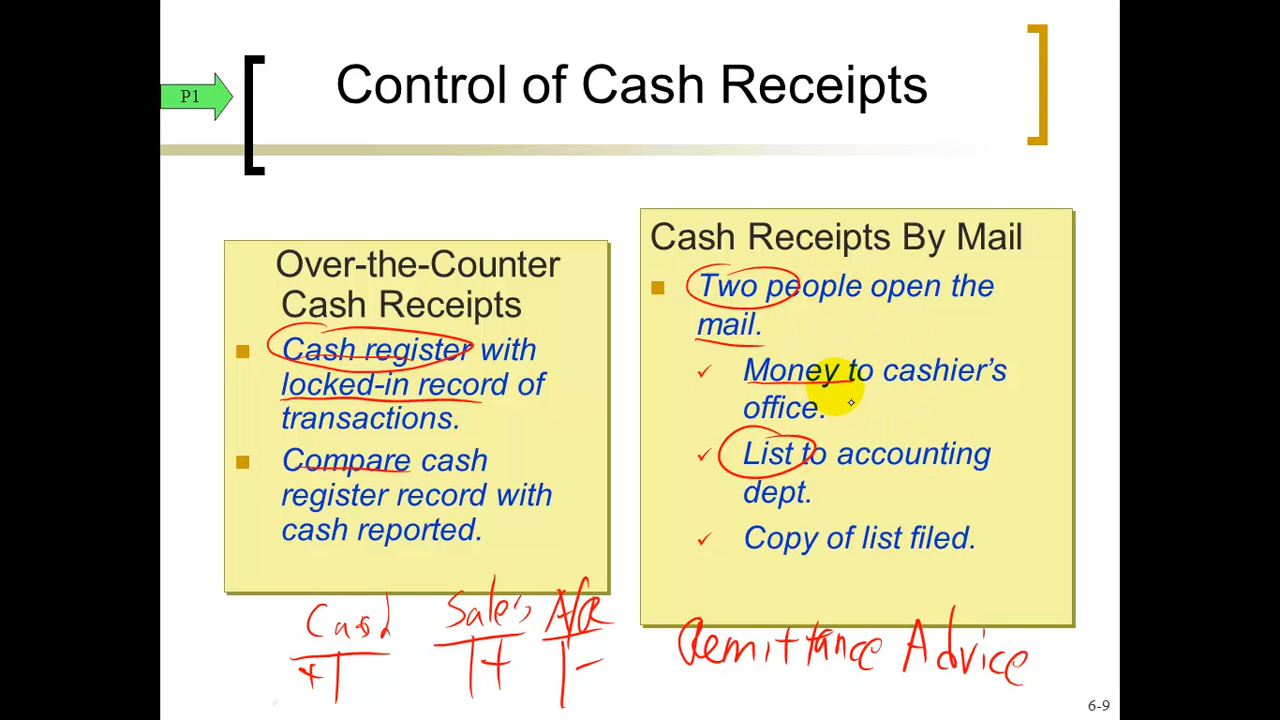 P1
Control of Cash Receipts
Over-the-Counter
Cash Receipts
Cash register with
locked-in record of
transactions.
Compare cash
register record with
cash reported.
Cash Receipts By Mail
Two people open the
mail.
Money to cashier's
office.
List to accounting
dept.
Copy of list filed.
Cash Sales A/R
+ + −
Remittance Advice
6-9